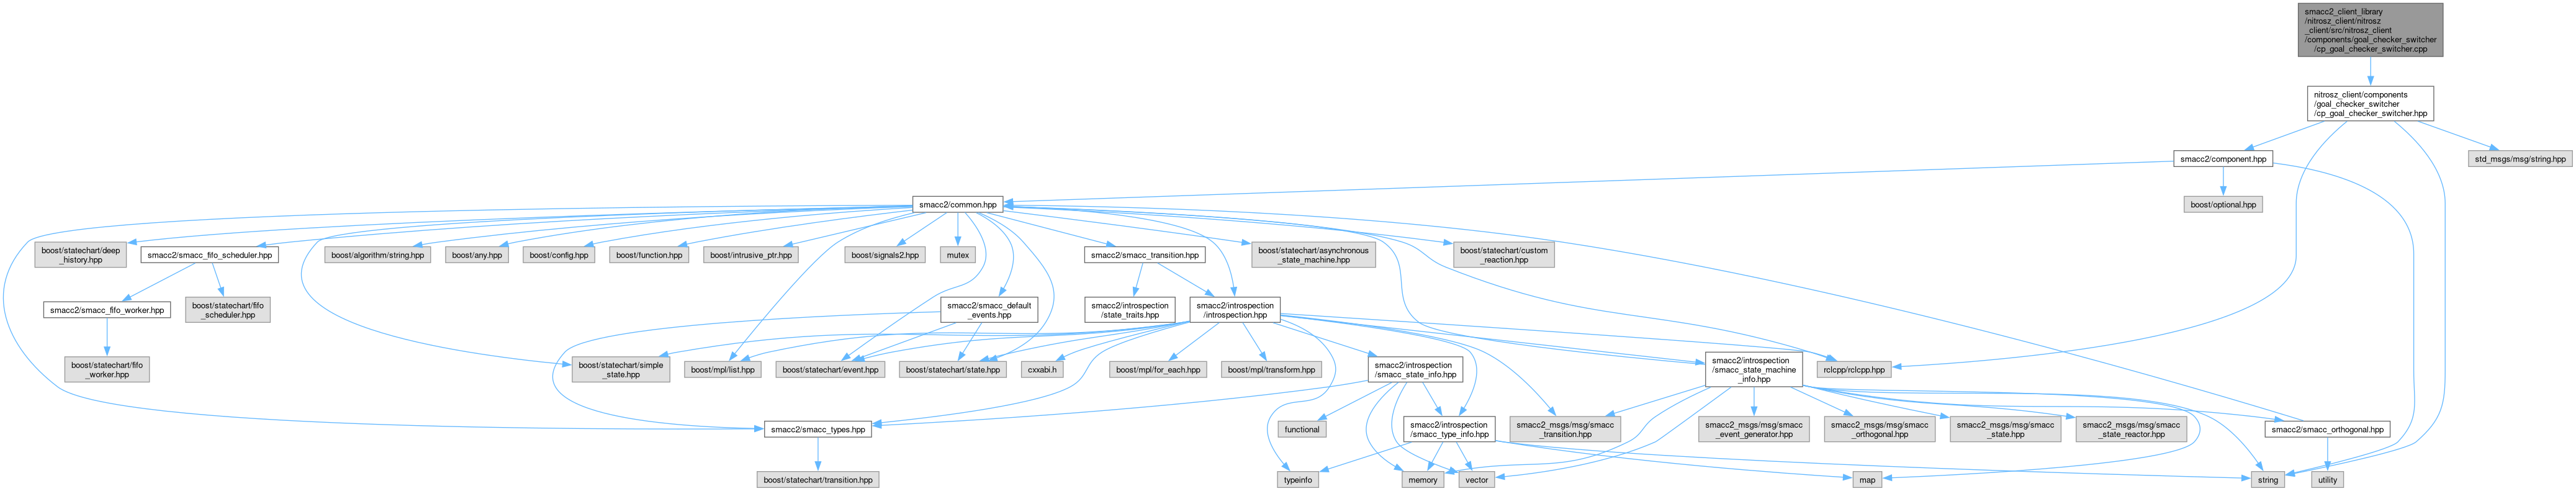 smacc2_client_library
/nitrosz_client/nitrosz
_client/src/nitrosz_client
/components/goal_checker_switcher
/cp_goal_checker_switcher.cpp
nitrosz_client/components
/goal_checker_switcher
/cp_goal_checker_switcher.hpp
smacc2/component.hpp
std_msgs/msg/string.hpp
smacc2/common.hpp
boost/optional.hpp
boost/statechart/deep
_history.hpp
smacc2/smacc_fifo_scheduler.hpp
boost/algorithm/string.hpp
boost/any.hpp
boost/config.hpp
boost/function.hpp
boost/intrusive_ptr.hpp
boost/signals2.hpp
mutex
smacc2/smacc_transition.hpp
boost/statechart/asynchronous
_state_machine.hpp
boost/statechart/custom
_reaction.hpp
smacc2/smacc_fifo_worker.hpp
boost/statechart/fifo
_scheduler.hpp
smacc2/smacc_default
_events.hpp
smacc2/introspection
/state_traits.hpp
smacc2/introspection
/introspection.hpp
boost/statechart/fifo
_worker.hpp
boost/statechart/simple
_state.hpp
boost/mpl/list.hpp
boost/statechart/event.hpp
boost/statechart/state.hpp
cxxabi.h
boost/mpl/for_each.hpp
boost/mpl/transform.hpp
smacc2/introspection
/smacc_state_info.hpp
smacc2/introspection
/smacc_state_machine
_info.hpp
rclcpp/rclcpp.hpp
smacc2/smacc_types.hpp
functional
smacc2/introspection
/smacc_type_info.hpp
smacc2_msgs/msg/smacc
_transition.hpp
smacc2_msgs/msg/smacc
_event_generator.hpp
smacc2_msgs/msg/smacc
_orthogonal.hpp
smacc2_msgs/msg/smacc
_state.hpp
smacc2_msgs/msg/smacc
_state_reactor.hpp
smacc2/smacc_orthogonal.hpp
boost/statechart/transition.hpp
typeinfo
memory
vector
map
string
utility